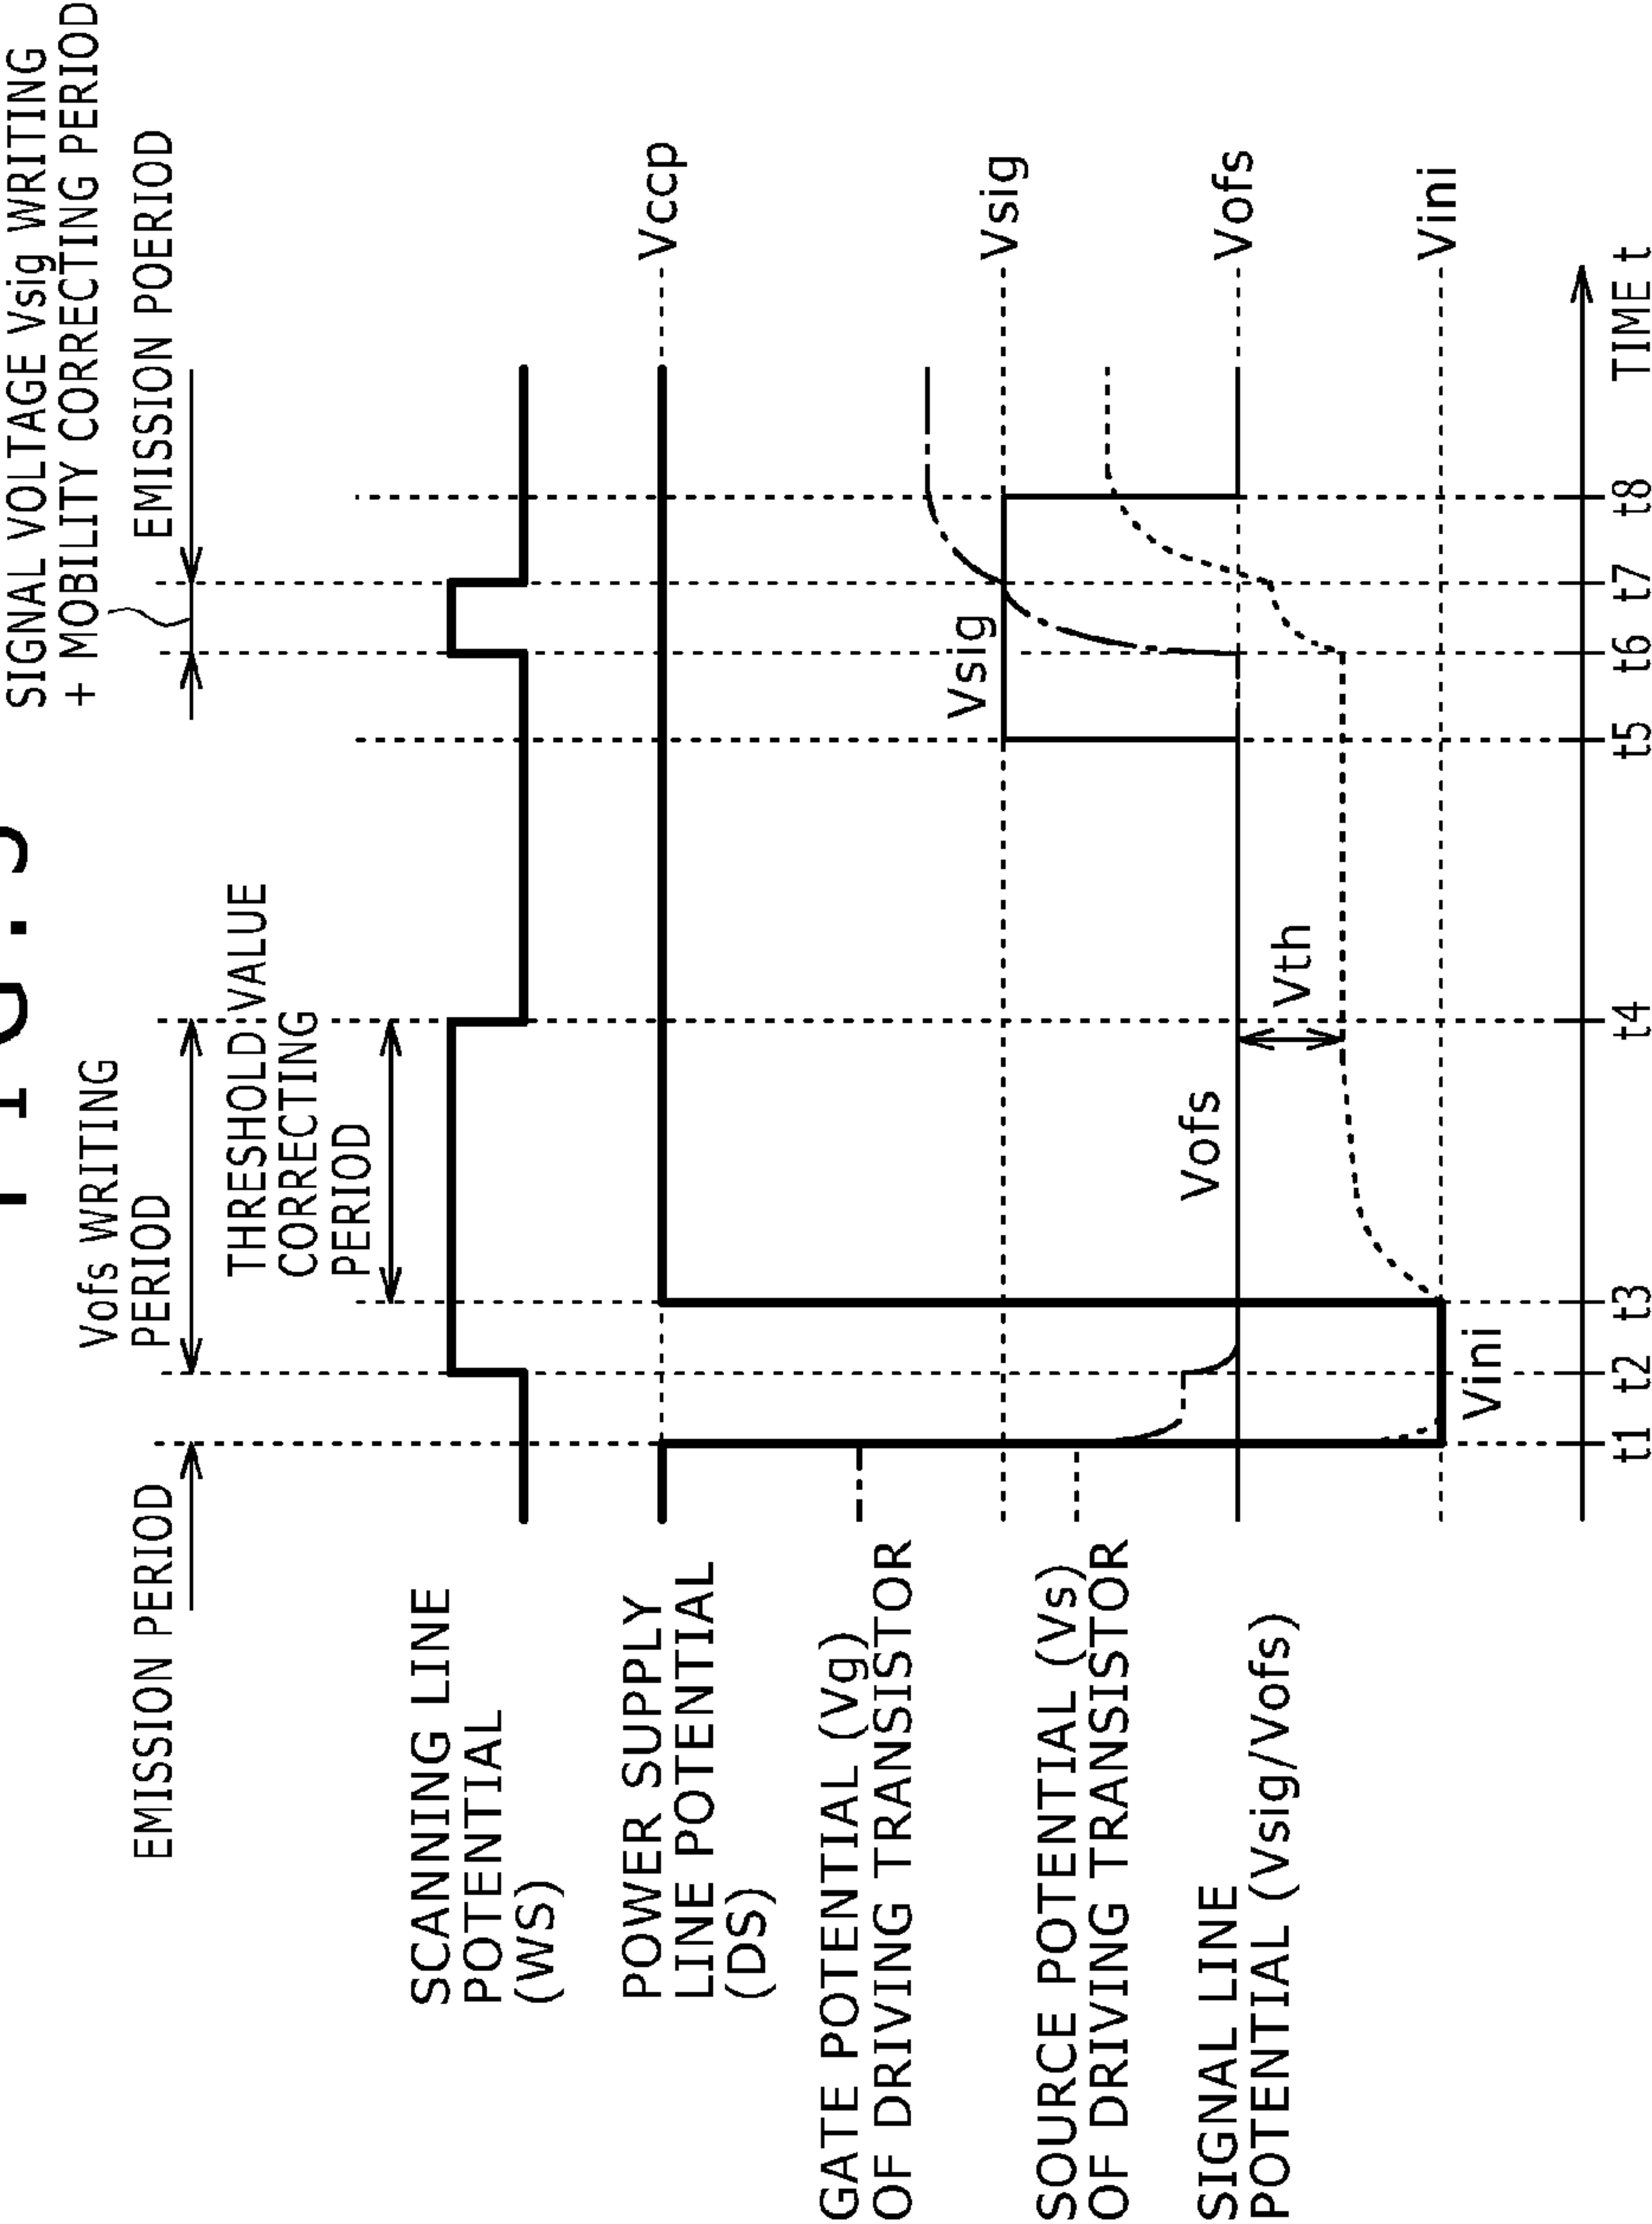 SIGNAL VOLTAGE Vsig WRITING
+ MOBILITY CORRECTING PERIOD
Vofs WRITING
PERIOD
EMISSION PERIOD
EMISSION POERIOD
THRESHOLD VALUE
CORRECTING
PERIOD
SCANNING LINE
POTENTIAL
(WS)
POWER SUPPLY
LINE POTENTIAL
(DS)
Vccp
GATE POTENTIAL (Vg)
OF DRIVING TRANSISTOR
Vsig
Vsig
SOURCE POTENTIAL (Vs)
OF DRIVING TRANSISTOR
SIGNAL LINE
POTENTIAL (Vsig/Vofs)
Vofs
Vofs
Vth
Vini
Vini
t1 t2 t3 t4 t5 t6 t7 t8 TIME t